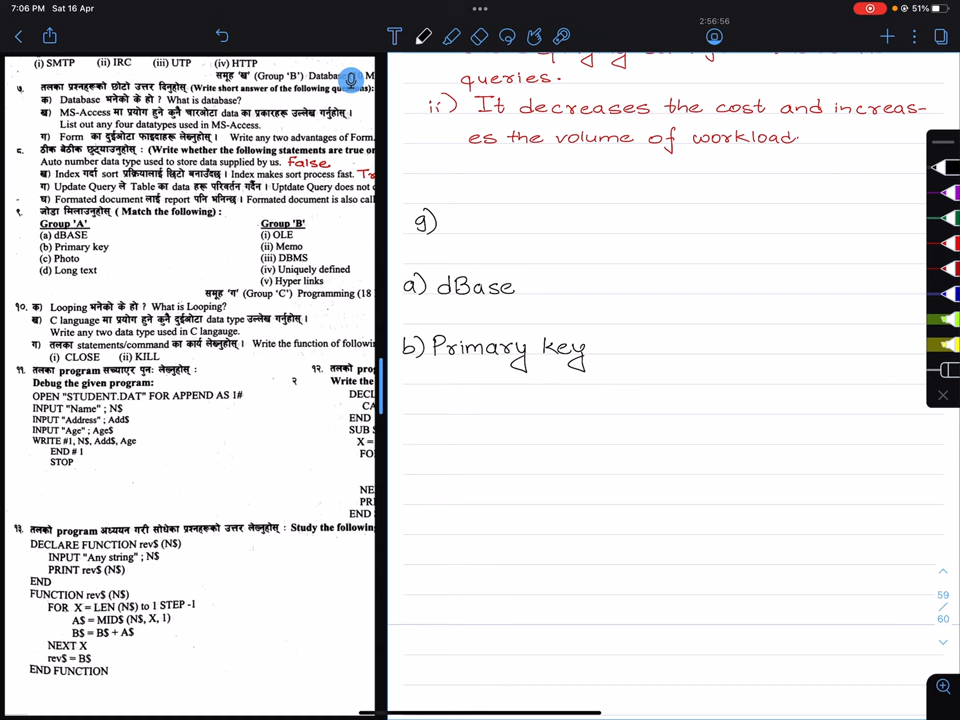 7:06 PM Sat 16 Apr
51%
2:56:56
(i) SMTP (ii) IRC (iii) UTP (iv) HTTP
समूह 'ख' (Group 'B') Databas M
७. तलका प्रश्नहरूको छोटो उत्तर दिनुहोस् (Write short answer of the following qu s):
क) Database भनेको के हो ? What is database?
ख) MS-Access मा प्रयोग हुने कुनै चारओटा data का प्रकारहरू उल्लेख गर्नुहोस् ।
List out any four datatypes used in MS-Access.
ग) Form का दुईओटा फाइदाहरू लेख्नुहोस् । Write any two advantages of Form.
८. ठीक बेठीक छुट्याउनुहोस् : (Write whether the following statements are true or
Auto number data type used to store data supplied by us. False
ख) Index गर्दा sort प्रक्रियालाई छिटो बनाउँदछ । Index makes sort process fast. Tr
ग) Update Query ले Table का data हरू परिवर्तन गर्दैन । Uptdate Query does not c
घ) Formated document लाई report पनि भनिन्छ । Formated document is also call
९. जोडा मिलाउनुहोस् ( Match the following) :
Group 'A' Group 'B'
(a) dBASE (i) OLE
(b) Primary key (ii) Memo
(c) Photo (iii) DBMS
(d) Long text (iv) Uniquely defined
(v) Hyper links
समूह 'ग' (Group 'C') Programming (18
१०. क) Looping भनेको के हो ? What is Looping?
ख) C language मा प्रयोग हुने कुनै दुईओटा data type उल्लेख गर्नुहोस् ।
Write any two data type used in C langauge.
ग) तलका statements/command का कार्य लेख्नुहोस् । Write the function of followi
(i) CLOSE (ii) KILL
११. तलका program सच्याएर पुनः लेख्नुहोस् :
Debug the given program:
OPEN "STUDENT.DAT" FOR APPEND AS 1#
INPUT "Name" ; N$
INPUT "Address" ; Add$
INPUT "Age" ; Age$
WRITE #1, N$, Add$, Age
END # 1
STOP
२
१२. तलको pro
Write the
DECL
CA
END
SUB S
X =
FO
NE
PRI
END S
१३. तलको program अध्ययन गरी सोधेका प्रश्नहरूको उत्तर लेख्नुहोस् : Study the following
DECLARE FUNCTION rev$ (N$)
INPUT "Any string" ; N$
PRINT rev$ (N$)
END
FUNCTION rev$ (N$)
FOR X = LEN (N$) to 1 STEP -1
A$ = MID$ (N$, X, 1)
B$ = B$ + A$
NEXT X
rev$ = B$
END FUNCTION
queries.
ii) It decreases the cost and increas-
es the volume of workload
9)
a) dBase
b) Primary key
59
/
60